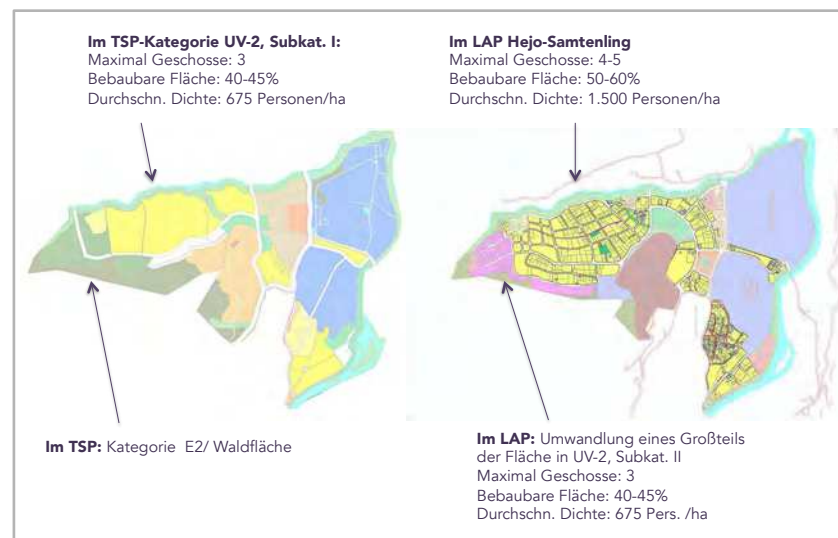 Im TSP-Kategorie UV-2, Subkat. I:
Maximal Geschosse: 3
Bebaubare Fläche: 40-45%
Durchschn. Dichte: 675 Personen/ha
Im LAP Hejo-Samtenling
Maximal Geschosse: 4-5
Bebaubare Fläche: 50-60%
Durchschn. Dichte: 1.500 Personen/ha
Im TSP: Kategorie E2/ Waldfläche
Im LAP: Umwandlung eines Großteils
der Fläche in UV-2, Subkat. II
Maximal Geschosse: 3
Bebaubare Fläche: 40-45%
Durchschn. Dichte: 675 Pers. /ha